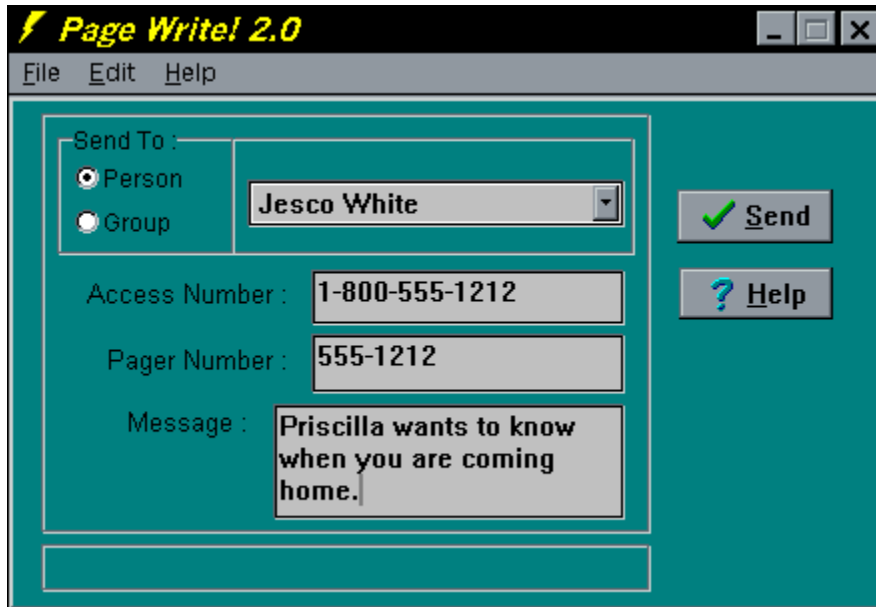 Page Write! 2.0
File Edit Help
Send To :
Person
Group
Jesco White
Send
Help
Access Number : 1-800-555-1212
Pager Number : 555-1212
Message : Priscilla wants to know
when you are coming
home.